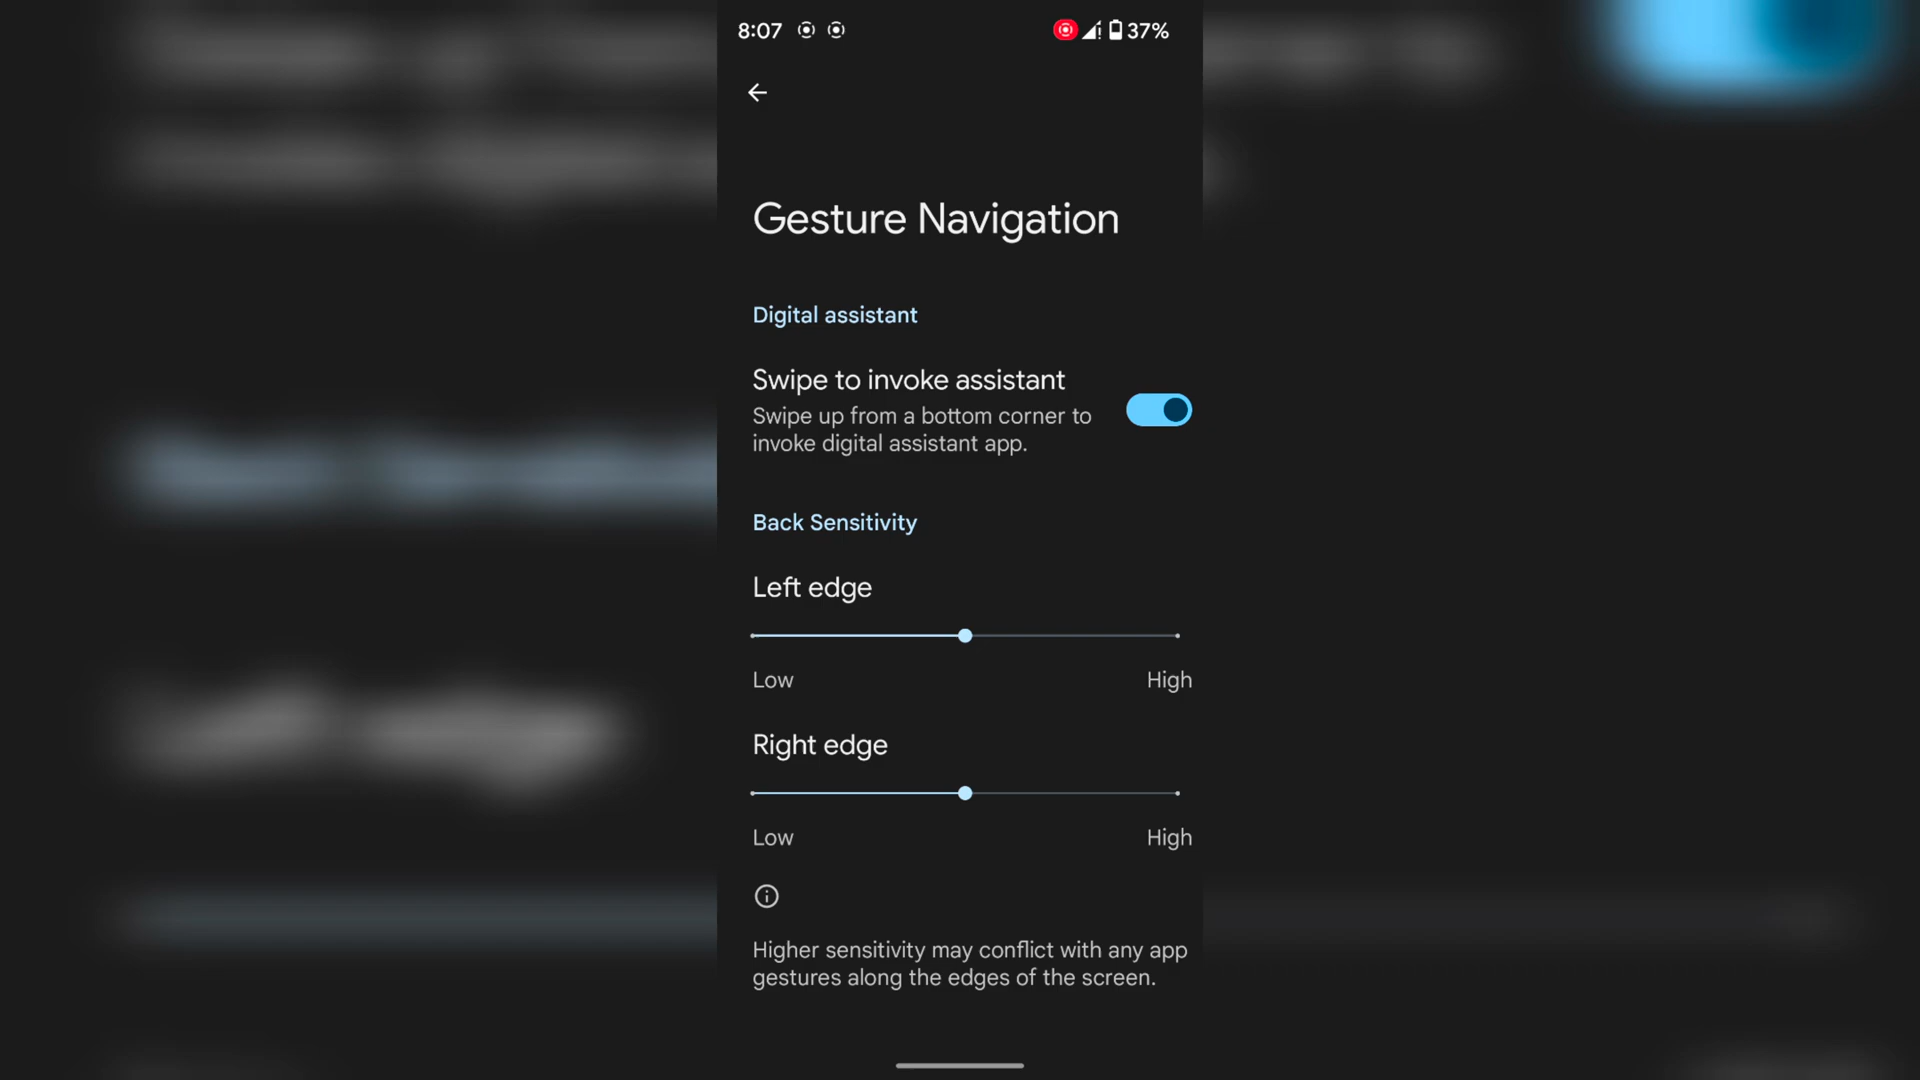 8:07 37%
Gesture Navigation
Digital assistant
Swipe to invoke assistant
Swipe up from a bottom corner to
invoke digital assistant app.
Back Sensitivity
Left edge
Low High
Right edge
Low High
Higher sensitivity may conflict with any app
gestures along the edges of the screen.